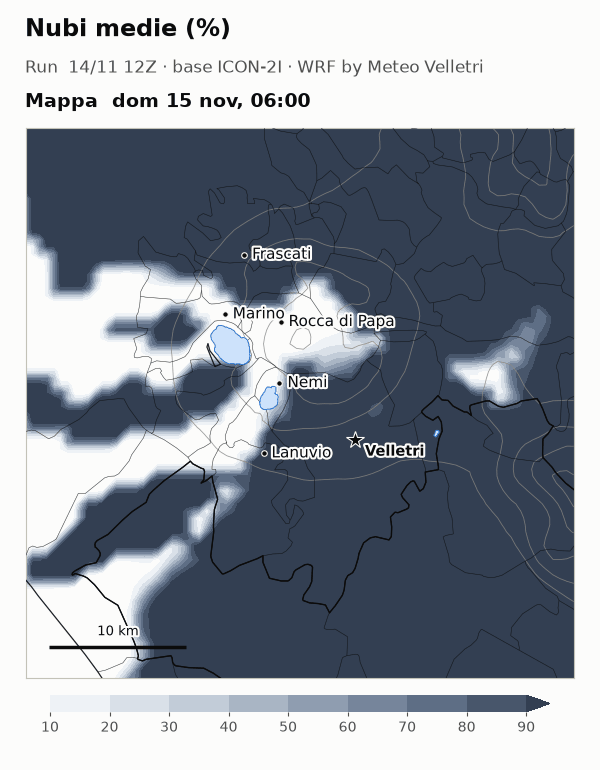 Nubi medie (%)
Run  14/11 12Z · base ICON-2I · WRF by Meteo Velletri
Mappa  dom 15 nov, 06:00
Frascati
Marino
Rocca di Papa
Nemi
Velletri
Lanuvio
10 km
10 20 30 40 50 60 70 80 90